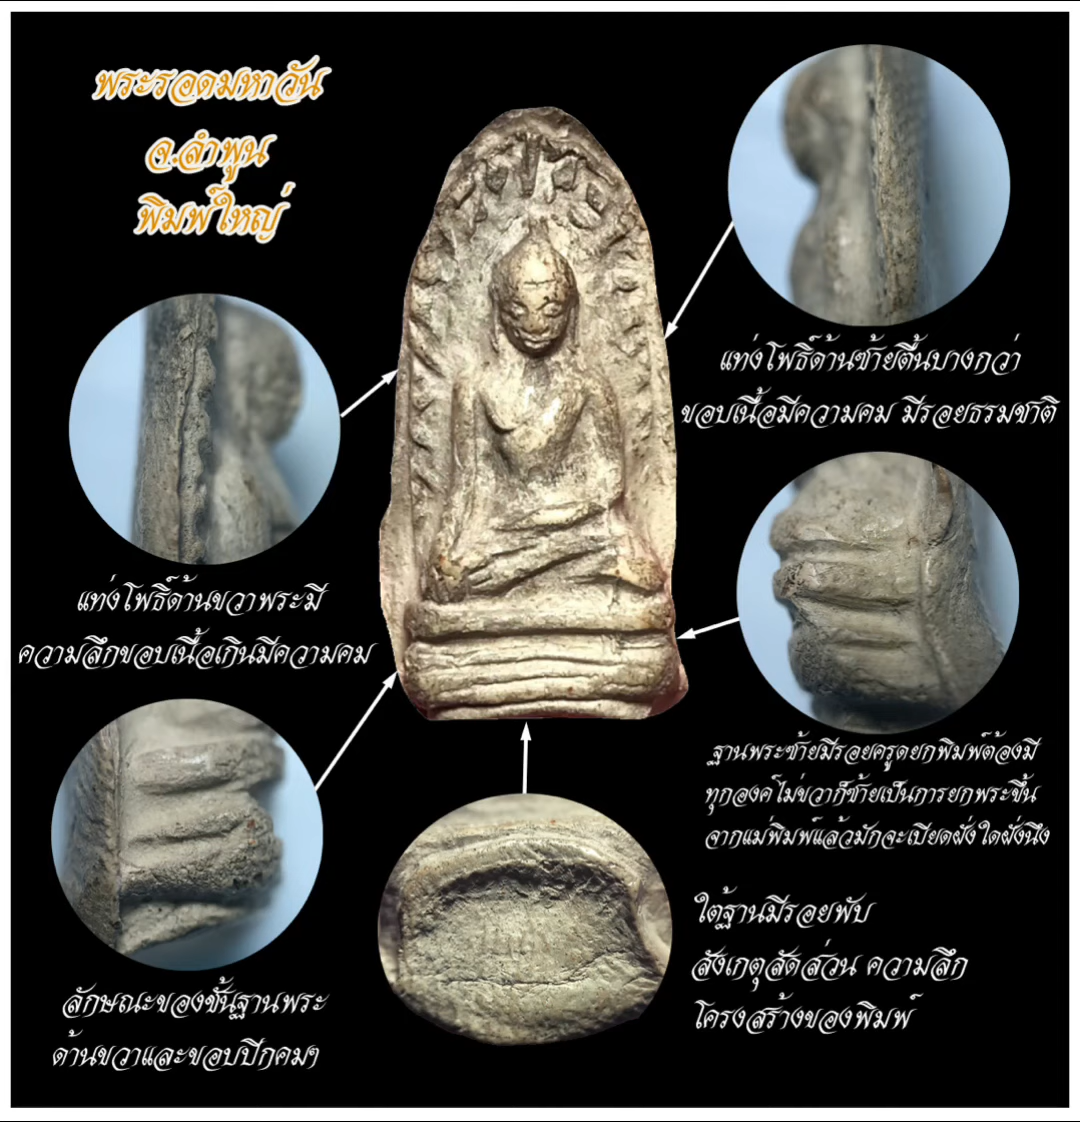 พระรอดมหาวัน
จ.ลำพูน
พิมพ์ใหญ่
แท่งโพธิ์ด้านซ้ายตื้นบางกว่า
ขอบเนื้อมีความคม มีรอยธรรมชาติ
แท่งโพธิ์ด้านขวาพระมี
ความลึกขอบเนื้อเกินมีความคม
ฐานพระซ้ายมีรอยครูดยกพิมพ์ต้องมี
ทุกองค์ไม่ขวาก็ซ้ายเป็นการยกพระขึ้น
จากแม่พิมพ์แล้วมักจะเบียดฝั่งใดฝั่งนึง
ใต้ฐานมีรอยพับ
สังเกตุสัดส่วน ความลึก
โครงสร้างของพิมพ์
ลักษณะของชั้นฐานพระ
ด้านขวาและขอบปีกคมๆ